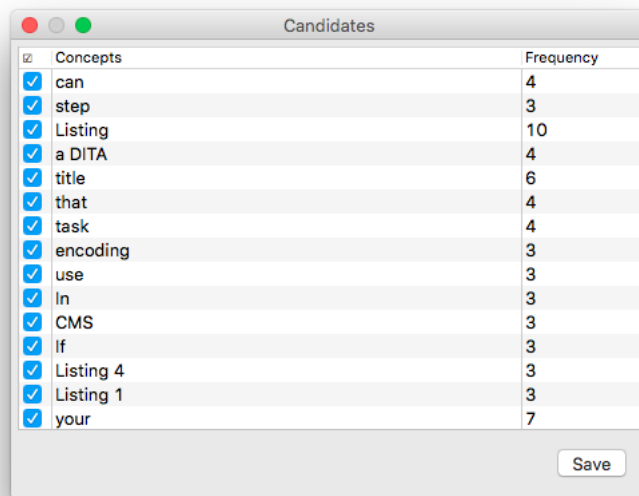 Candidates
Concepts Frequency
can 4
step 3
Listing 10
a DITA 4
title 6
that 4
task 4
encoding 3
use 3
In 3
CMS 3
If 3
Listing 4 3
Listing 1 3
your 7
Save